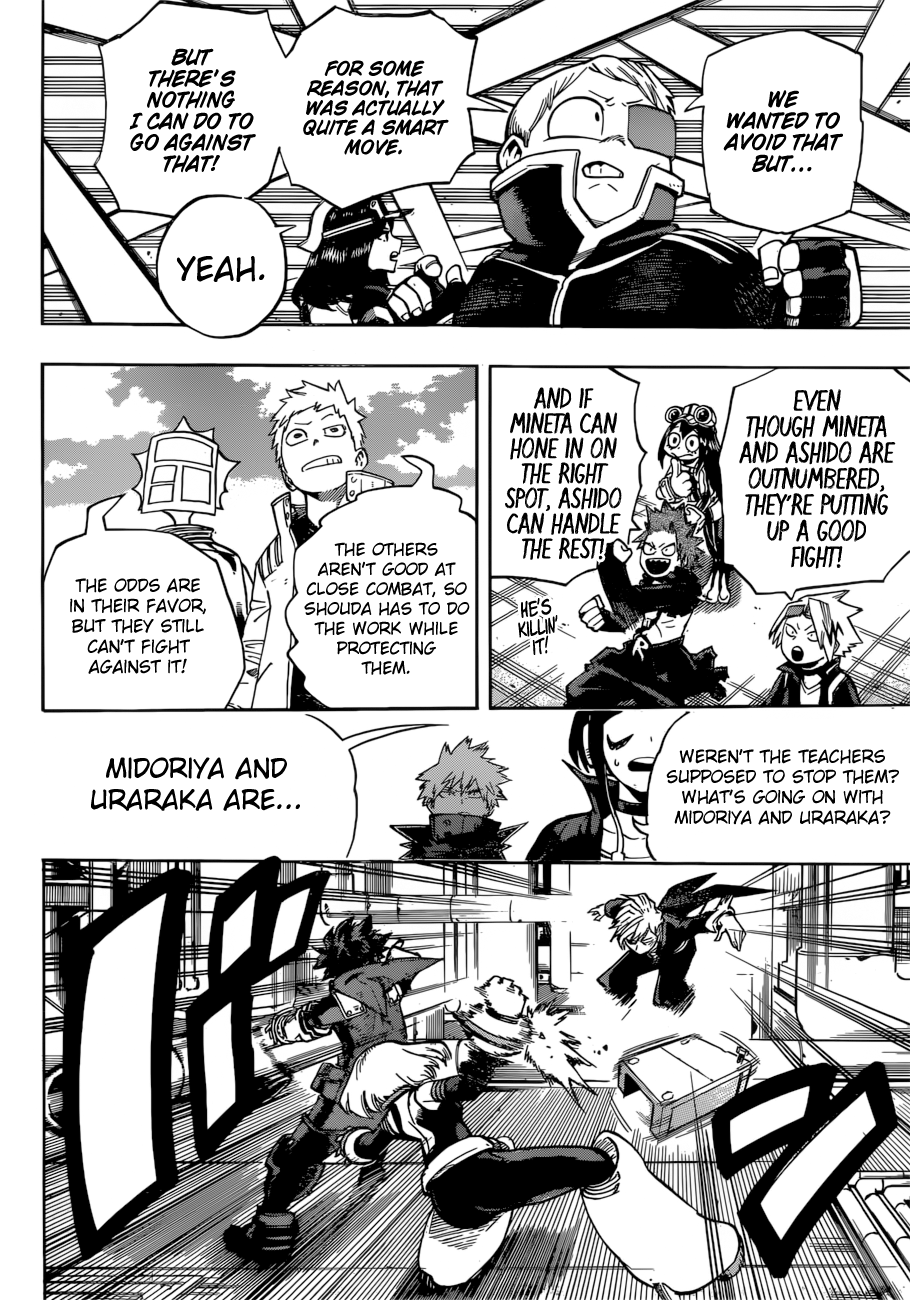 WE
WANTED TO
AVOID THAT
BUT...
FOR SOME
REASON, THAT
WAS ACTUALLY
QUITE A SMART
MOVE.
BUT
THERE'S
NOTHING
I CAN DO TO
GO AGAINST
THAT!
YEAH.
EVEN
THOUGH MINETA
AND ASHIDO ARE
OUTNUMBERED,
THEY'RE PUTTING
UP A GOOD
FIGHT!
AND IF
MINETA CAN
HONE IN ON
THE RIGHT
SPOT, ASHIDO
CAN HANDLE
THE REST!
HE'S
KILLIN'
IT!
THE OTHERS
AREN'T GOOD AT
CLOSE COMBAT, SO
SHOUDA HAS TO DO
THE WORK WHILE
PROTECTING
THEM.
THE ODDS ARE
IN THEIR FAVOR,
BUT THEY STILL
CAN'T FIGHT
AGAINST IT!
WEREN'T THE TEACHERS
SUPPOSED TO STOP THEM?
WHAT'S GOING ON WITH
MIDORIYA AND URARAKA?
MIDORIYA AND
URARAKA ARE...